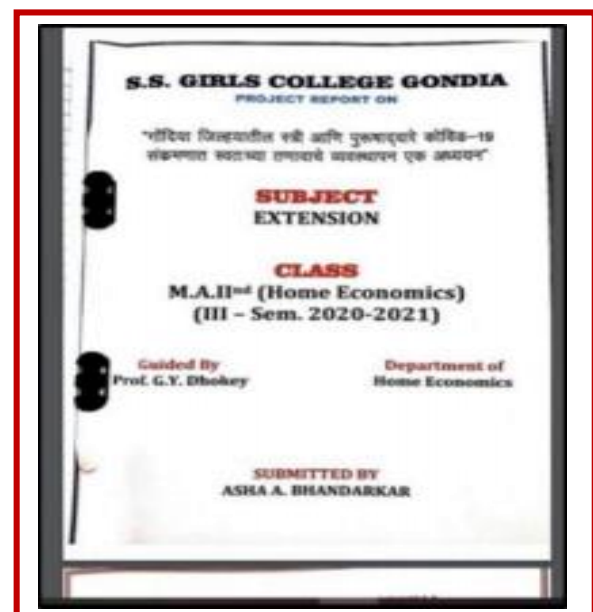 S.S. GIRLS COLLEGE GONDIA
PROJECT REPORT ON
"गोंदिया जिल्हयातील स्त्री आणि पुरूषाद्वारे कोविड–19
संक्रमणात स्वतःच्या तणावाचे व्यवस्थापन एक अध्ययन"
SUBJECT
EXTENSION
CLASS
M.A.IInd (Home Economics)
(III – Sem. 2020-2021)
Guided By Department of
Prof. G.Y. Dhokey Home Economics
SUBMITTED BY
ASHA A. BHANDARKAR